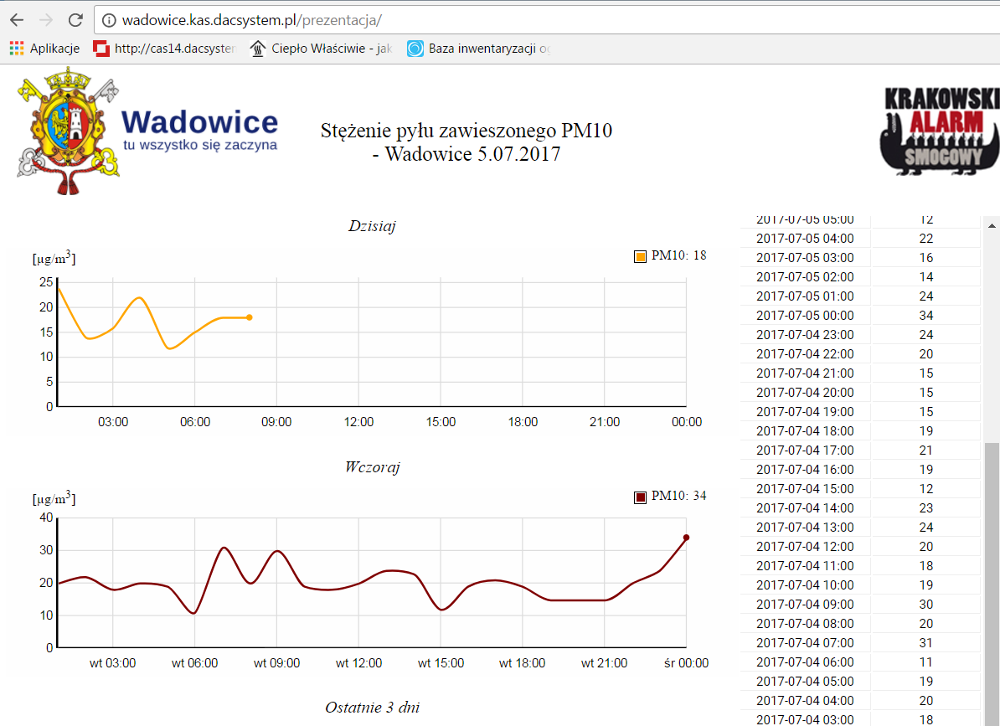 wadowice.kas.dacsystem.pl/prezentacja/
Aplikacje http://cas14.dacsyster Ciepło Właściwie - jak Baza inwentaryzacji
Wadowice
tu wszystko się zaczyna
Stężenie pyłu zawieszonego PM10
- Wadowice 5.07.2017
KRAKOWSKI
ALARM
SMOGOWY
Dzisiaj
[µg/m3]
PM10: 18
25
20
15
10
5
0
03:00 06:00 09:00 12:00 15:00 18:00 21:00 00:00
Wczoraj
[µg/m3]
PM10: 34
40
30
20
10
0
wt 03:00 wt 06:00 wt 09:00 wt 12:00 wt 15:00 wt 18:00 wt 21:00 śr 00:00
Ostatnie 3 dni
2017-07-05 05:00 12
2017-07-05 04:00 22
2017-07-05 03:00 16
2017-07-05 02:00 14
2017-07-05 01:00 24
2017-07-05 00:00 34
2017-07-04 23:00 24
2017-07-04 22:00 20
2017-07-04 21:00 15
2017-07-04 20:00 15
2017-07-04 19:00 15
2017-07-04 18:00 19
2017-07-04 17:00 21
2017-07-04 16:00 19
2017-07-04 15:00 12
2017-07-04 14:00 23
2017-07-04 13:00 24
2017-07-04 12:00 20
2017-07-04 11:00 18
2017-07-04 10:00 19
2017-07-04 09:00 30
2017-07-04 08:00 20
2017-07-04 07:00 31
2017-07-04 06:00 11
2017-07-04 05:00 19
2017-07-04 04:00 20
2017-07-04 03:00 18